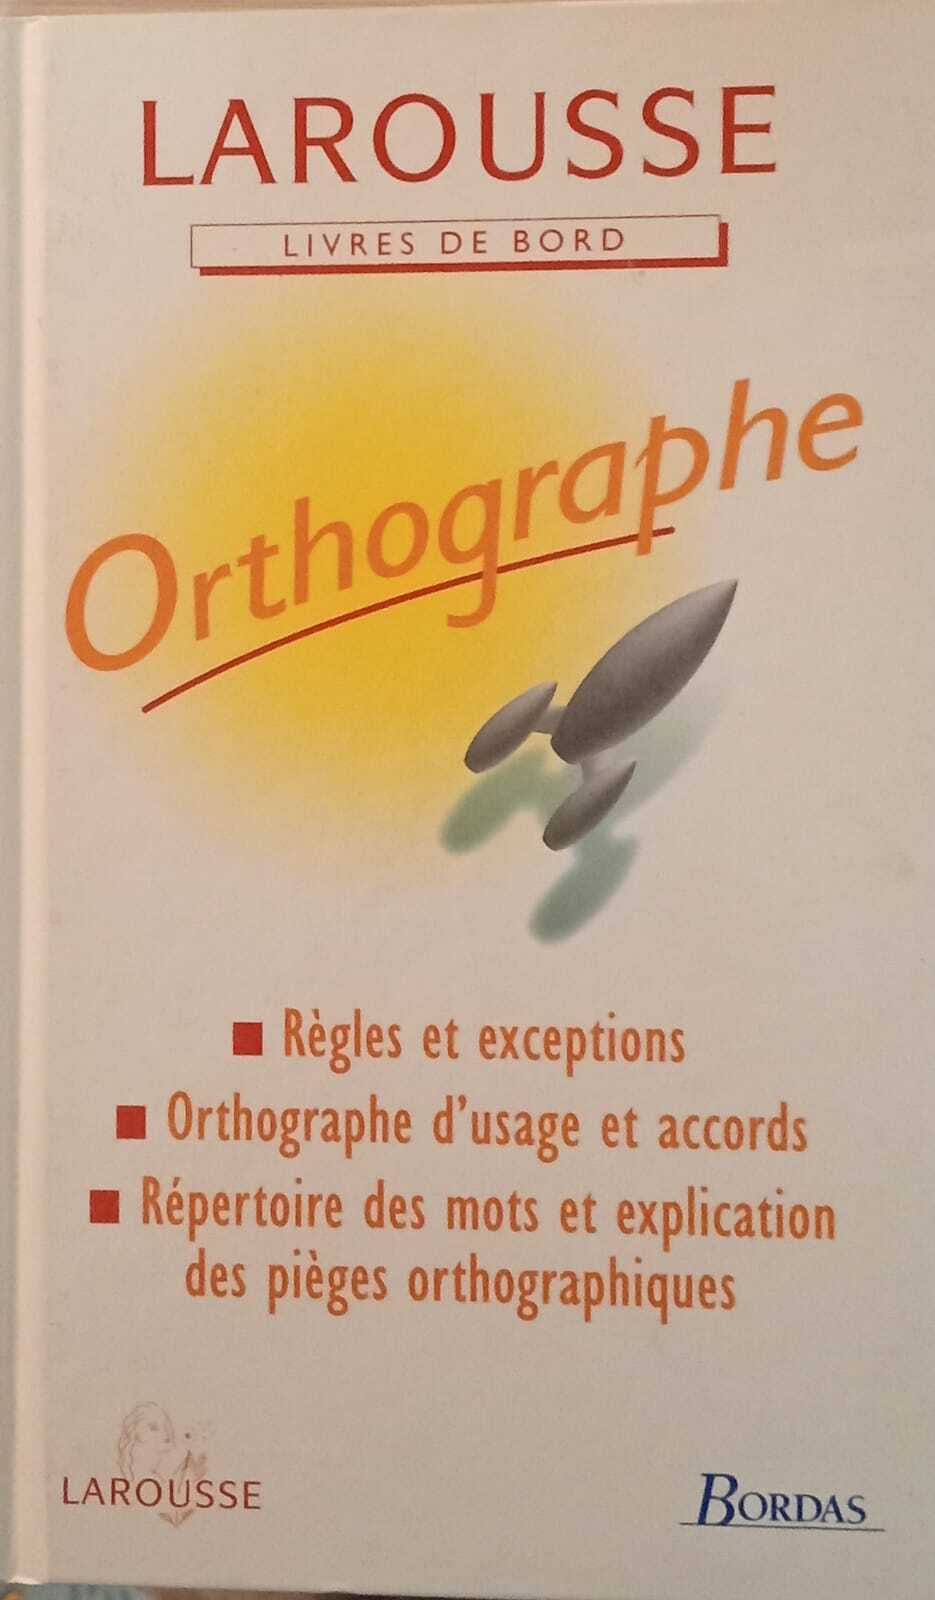 LAROUSSE
LIVRES DE BORD
Orthographe
Règles et exceptions
Orthographe d'usage et accords
Répertoire des mots et explication
des pièges orthographiques
LAROUSSE
BORDAS